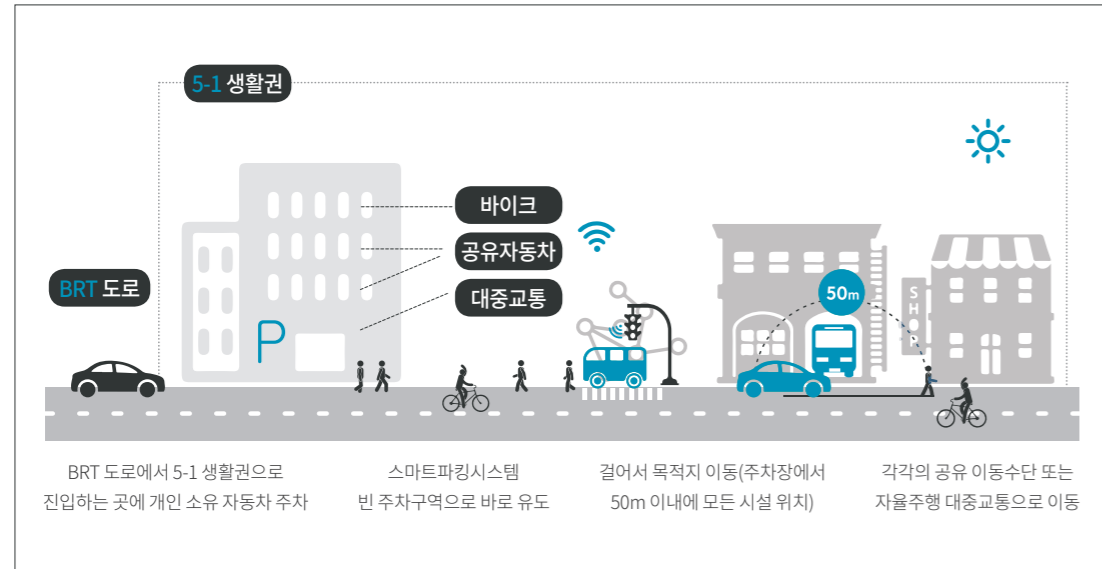 5-1 생활권
바이크
공유자동차
대중교통
BRT 도로
P
50m
SHOP
BRT 도로에서 5-1 생활권으로
진입하는 곳에 개인 소유 자동차 주차
스마트파킹시스템
빈 주차구역으로 바로 유도
걸어서 목적지 이동(주차장에서
50m 이내에 모든 시설 위치)
각각의 공유 이동수단 또는
자율주행 대중교통으로 이동